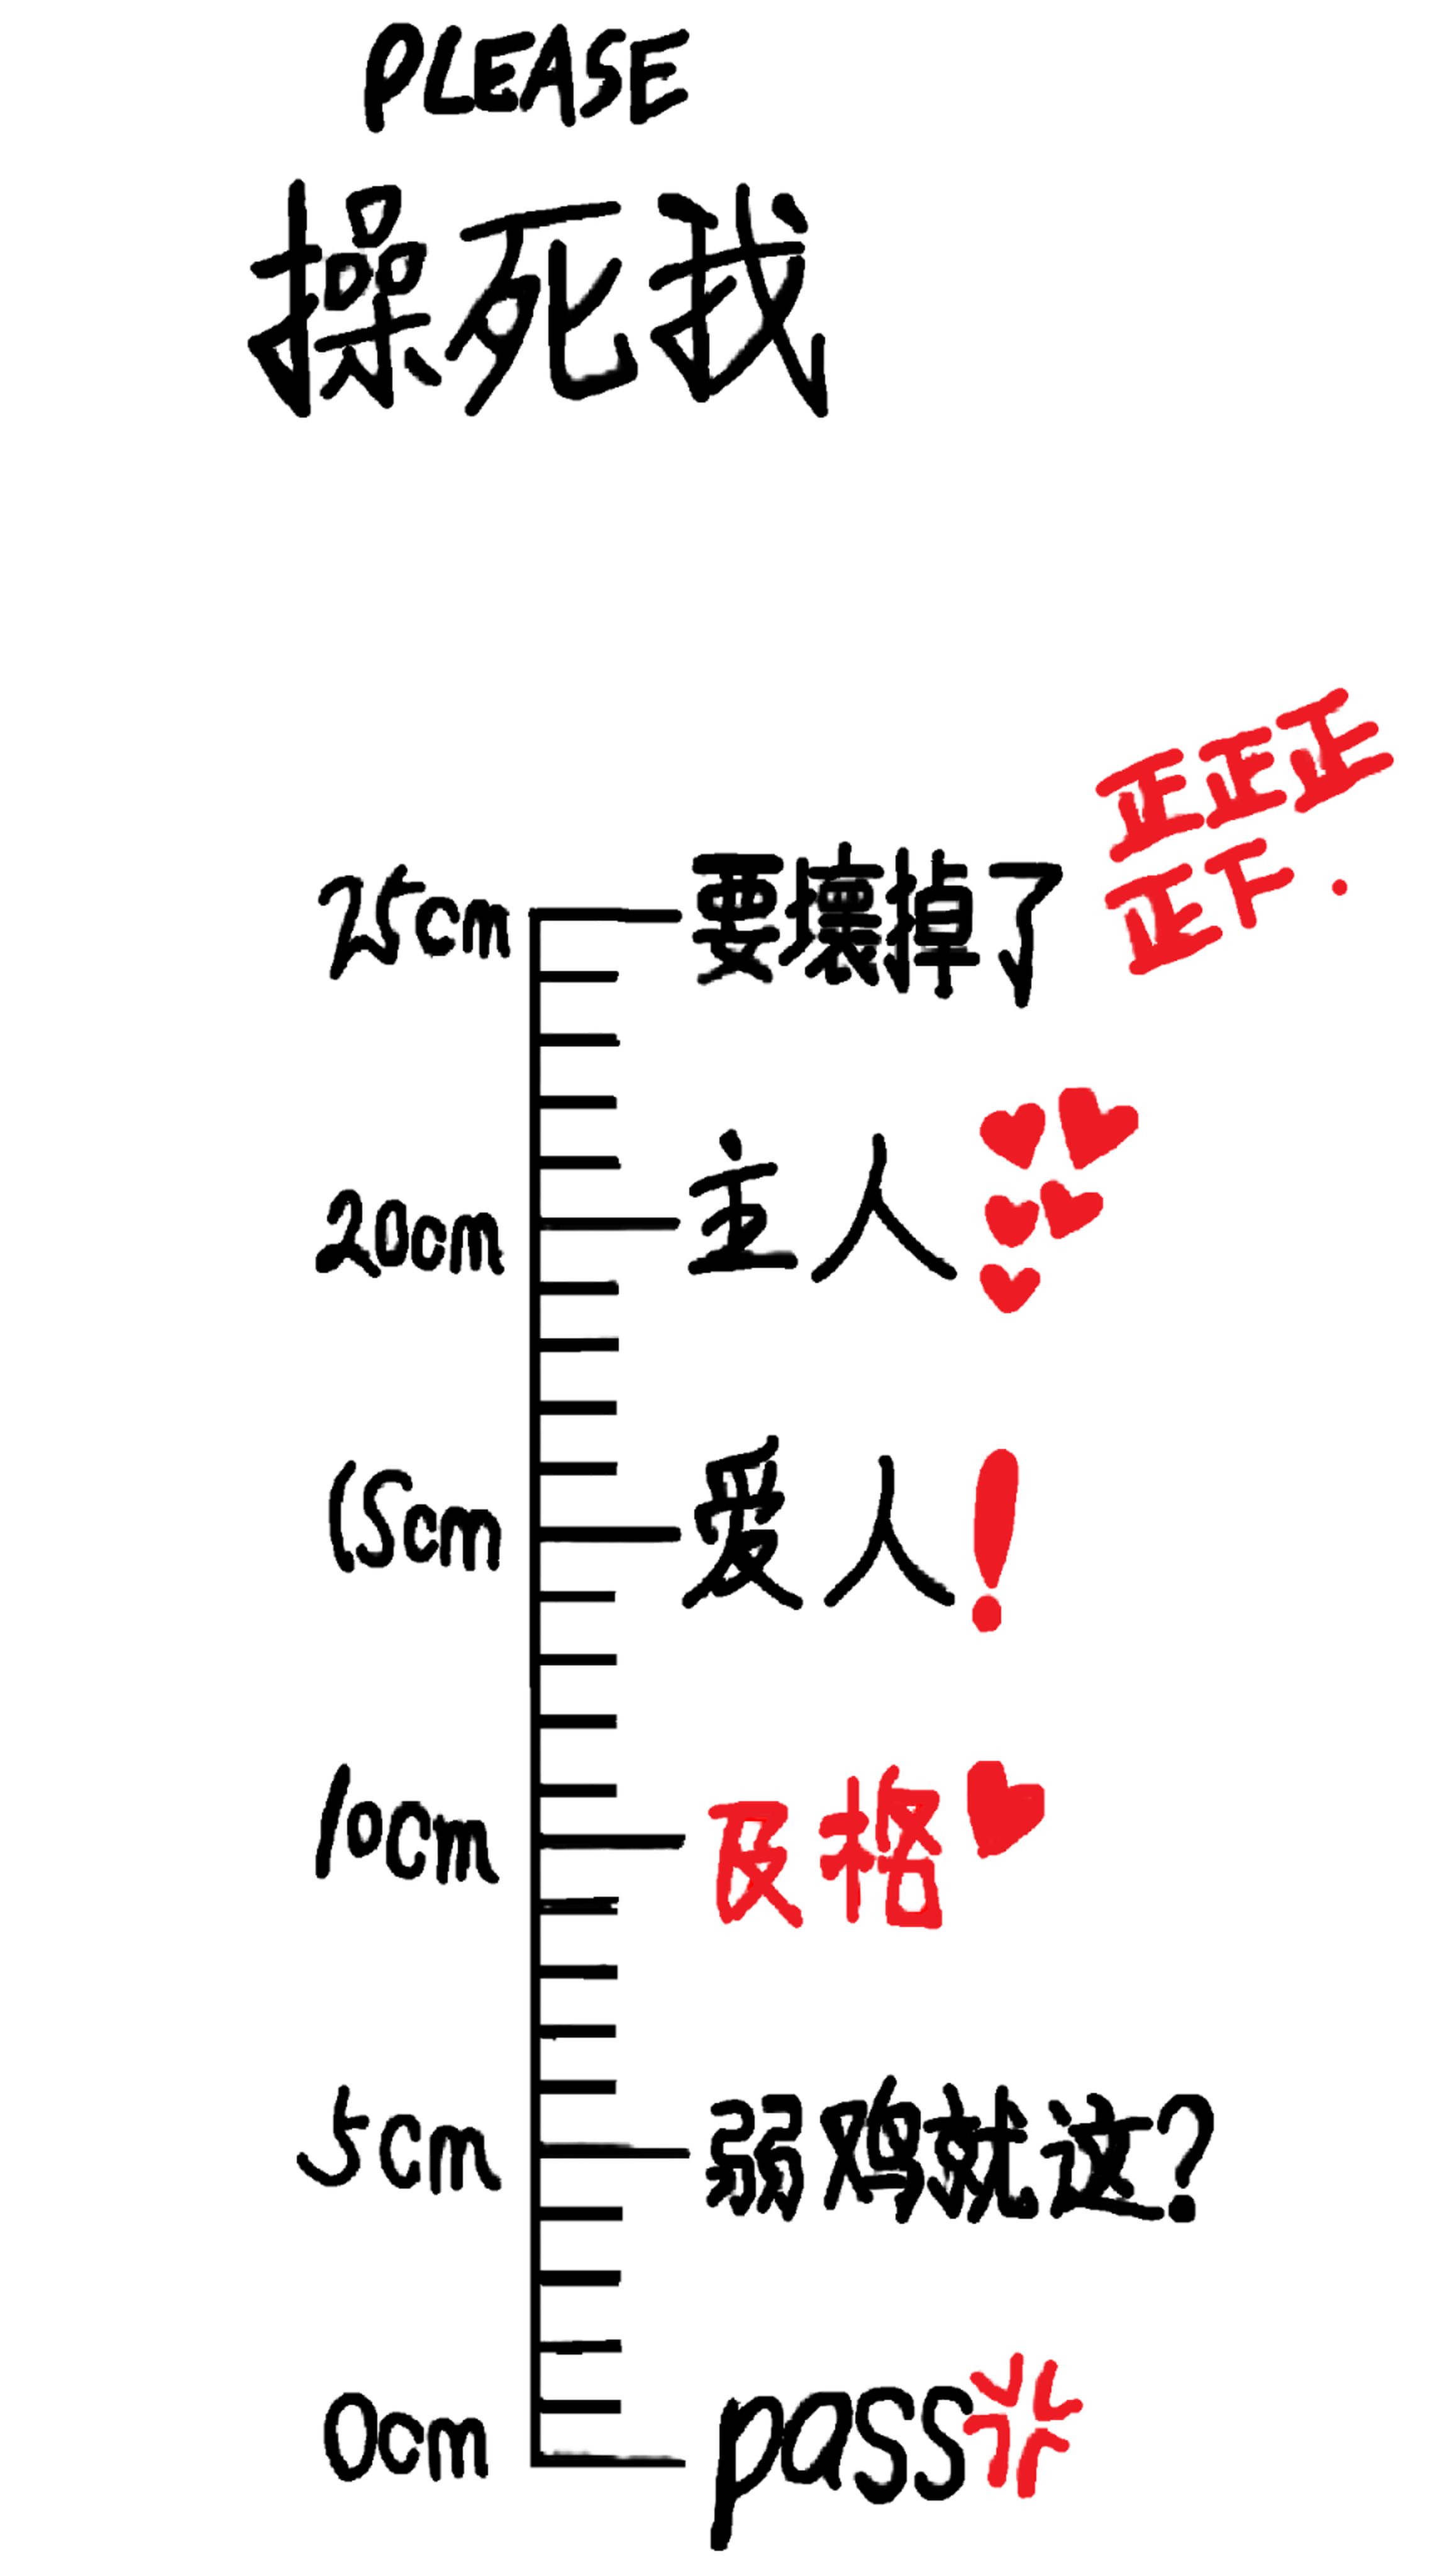 PLEASE
操死我
正正正
正下.
25cm 要壞掉了
20cm 主人
15cm 爱人!
10cm 及格
5cm 弱鸡就这?
0cm pass